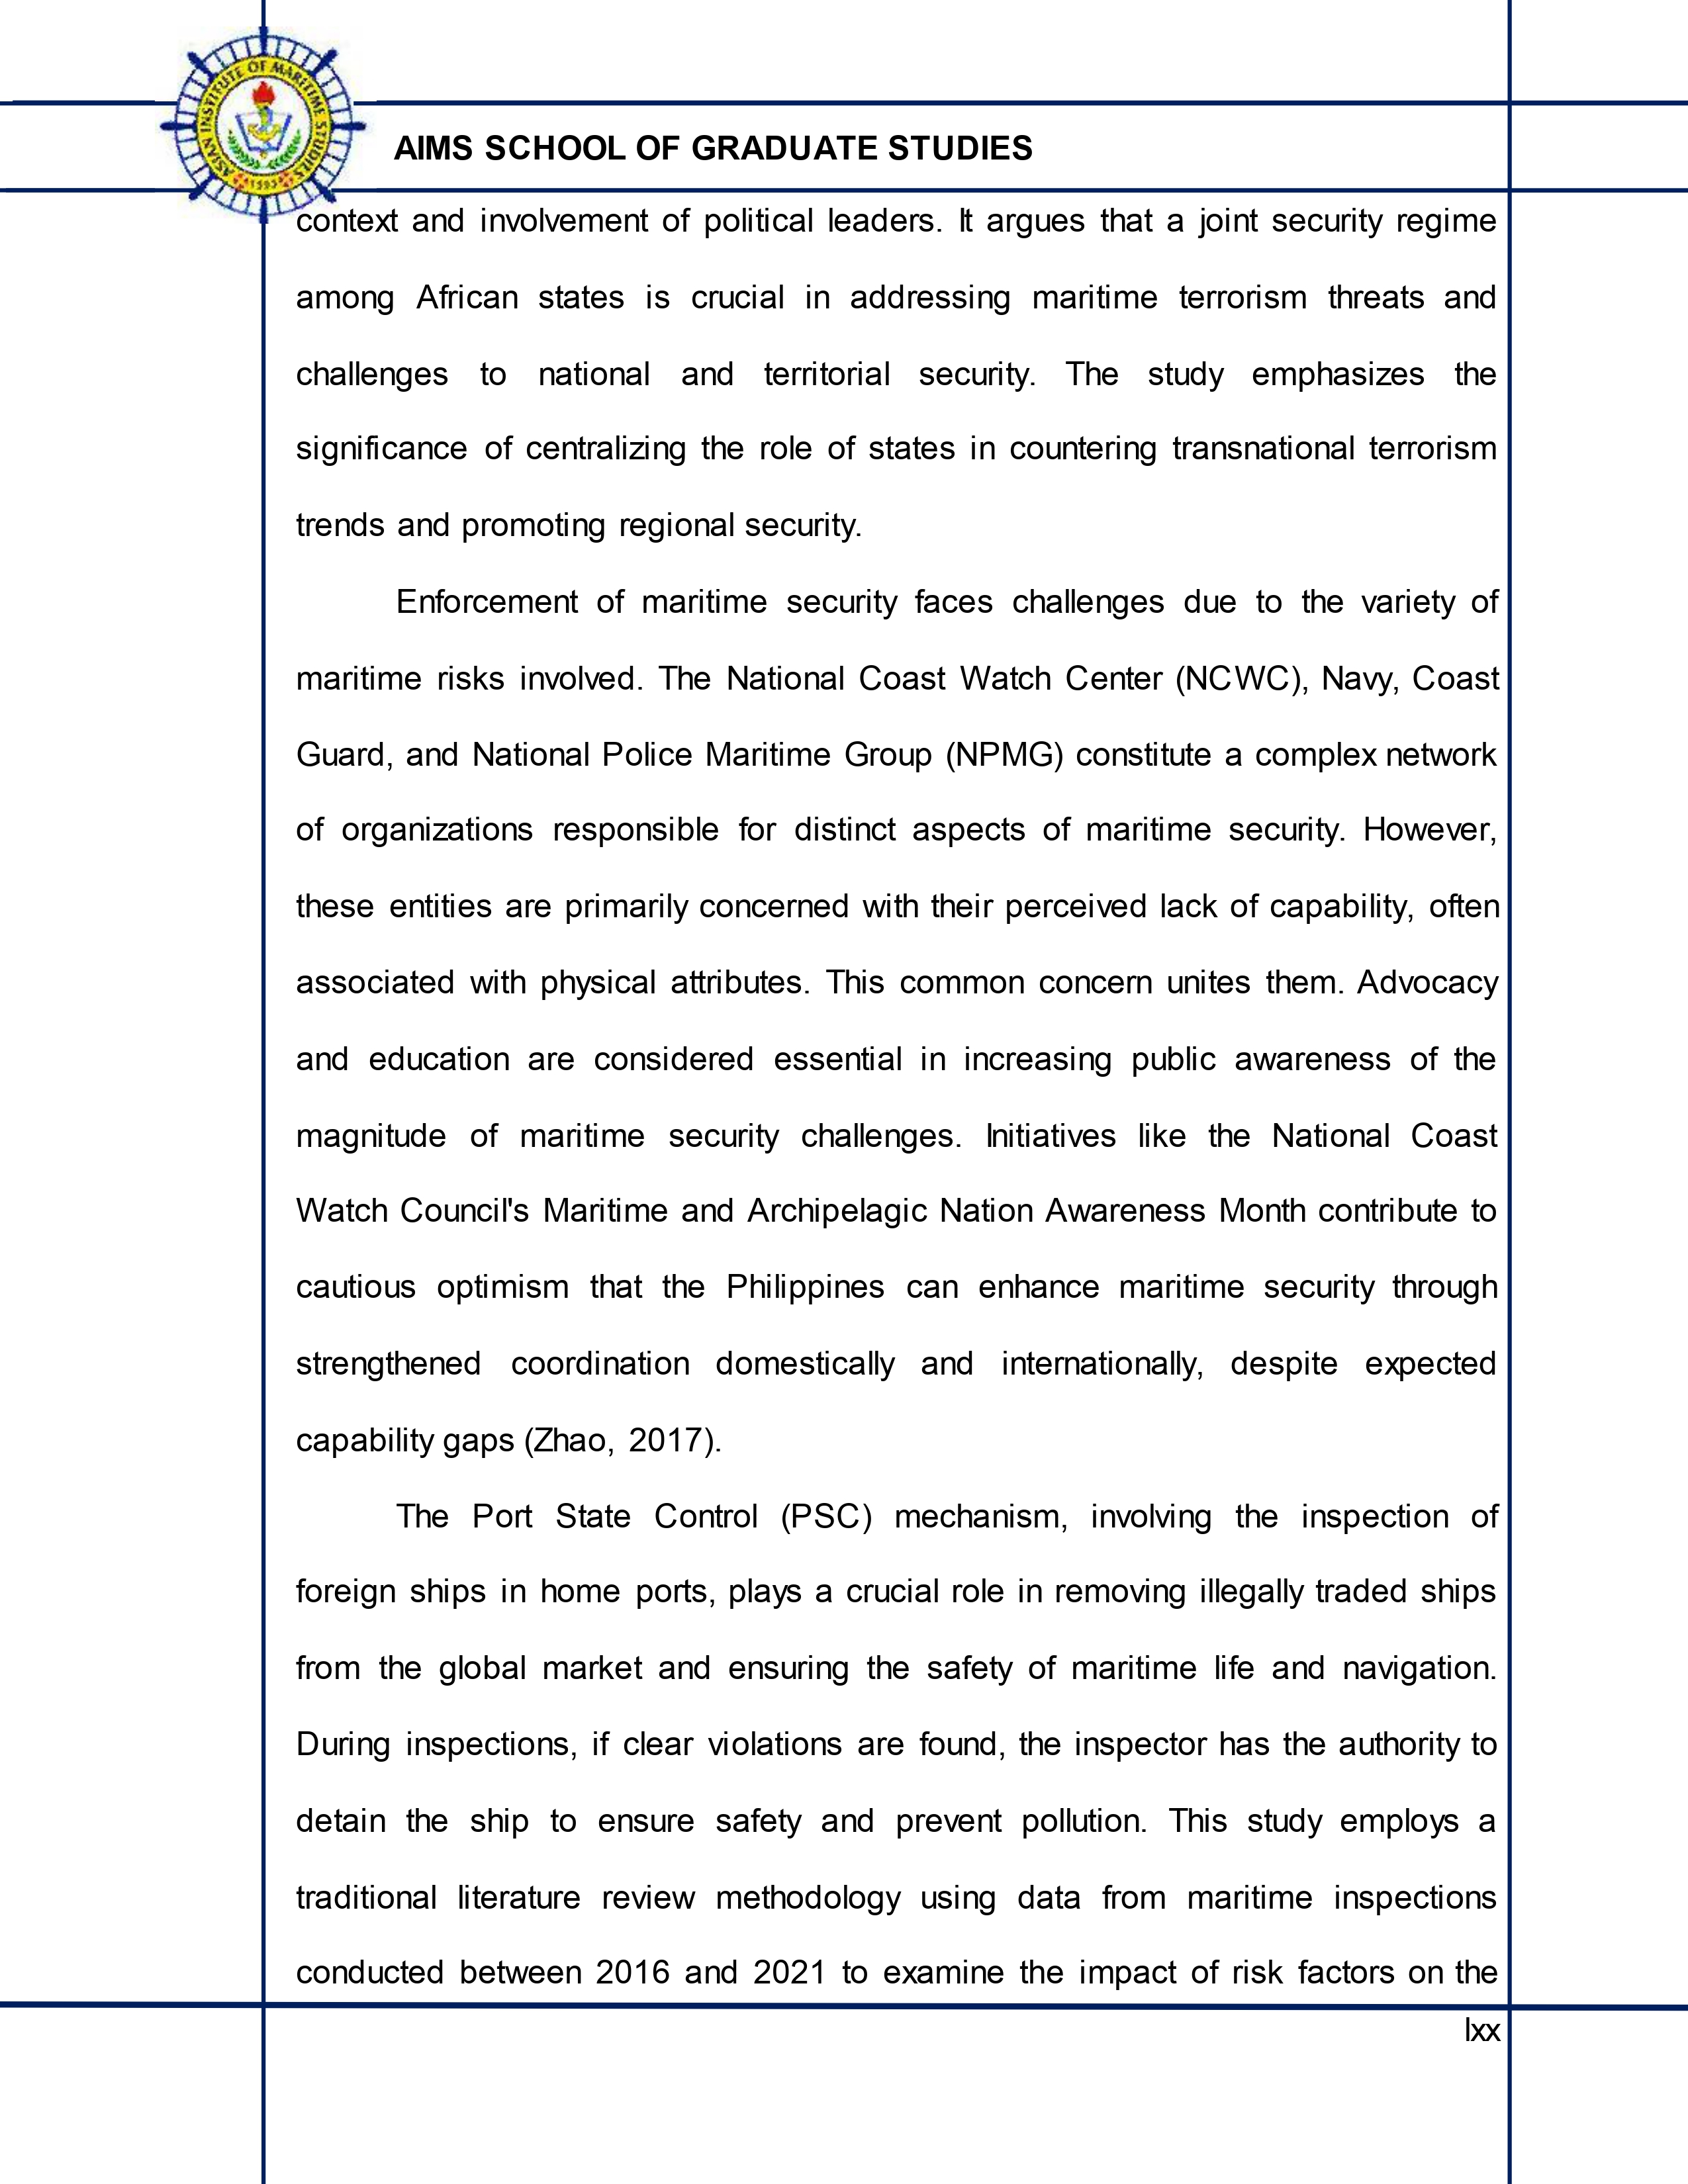 ASIAN INSTITUTE OF MARITIME STUDIES
1993
AIMS SCHOOL OF GRADUATE STUDIES
context and involvement of political leaders. It argues that a joint security regime
among African states is crucial in addressing maritime terrorism threats and
challenges to national and territorial security. The study emphasizes the
significance of centralizing the role of states in countering transnational terrorism
trends and promoting regional security.
Enforcement of maritime security faces challenges due to the variety of
maritime risks involved. The National Coast Watch Center (NCWC), Navy, Coast
Guard, and National Police Maritime Group (NPMG) constitute a complex network
of organizations responsible for distinct aspects of maritime security. However,
these entities are primarily concerned with their perceived lack of capability, often
associated with physical attributes. This common concern unites them. Advocacy
and education are considered essential in increasing public awareness of the
magnitude of maritime security challenges. Initiatives like the National Coast
Watch Council's Maritime and Archipelagic Nation Awareness Month contribute to
cautious optimism that the Philippines can enhance maritime security through
strengthened coordination domestically and internationally, despite expected
capability gaps (Zhao, 2017).
The Port State Control (PSC) mechanism, involving the inspection of
foreign ships in home ports, plays a crucial role in removing illegally traded ships
from the global market and ensuring the safety of maritime life and navigation.
During inspections, if clear violations are found, the inspector has the authority to
detain the ship to ensure safety and prevent pollution. This study employs a
traditional literature review methodology using data from maritime inspections
conducted between 2016 and 2021 to examine the impact of risk factors on the
lxx